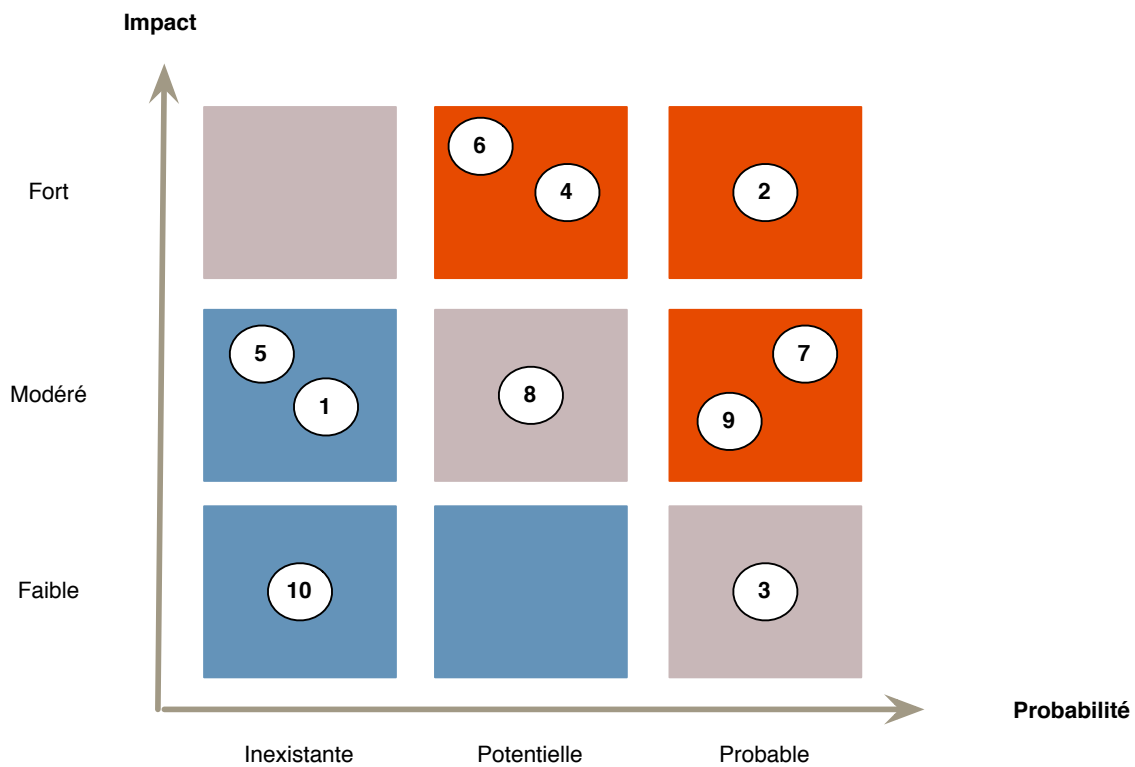 Impact
6
4
2
Fort
5
7
1
8
9
Modéré
10
3
Faible
Probabilité
Inexistante
Potentielle
Probable